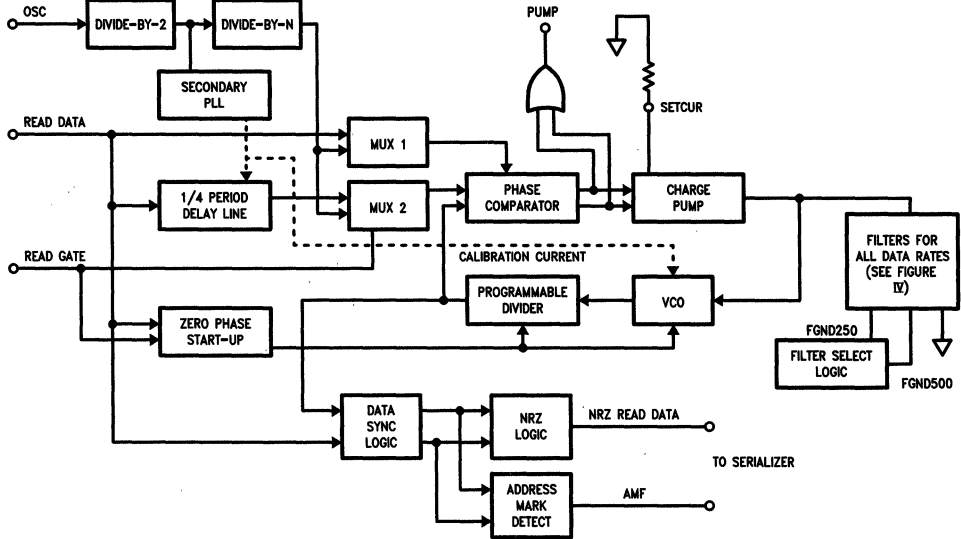 OSC
DIVIDE-BY-2
DIVIDE-BY-N
PUMP
SECONDARY
PLL
SETCUR
READ DATA
MUX 1
1/4 PERIOD
DELAY LINE
MUX 2
PHASE
COMPARATOR
CHARGE
PUMP
FILTERS FOR
ALL DATA RATES
(SEE FIGURE
IV)
READ GATE
CALIBRATION CURRENT
PROGRAMMABLE
DIVIDER
VCO
ZERO PHASE
START-UP
FGND250
FILTER SELECT
LOGIC
FGND500
DATA
SYNC
LOGIC
NRZ
LOGIC
NRZ READ DATA
TO SERIALIZER
ADDRESS
MARK
DETECT
AMF